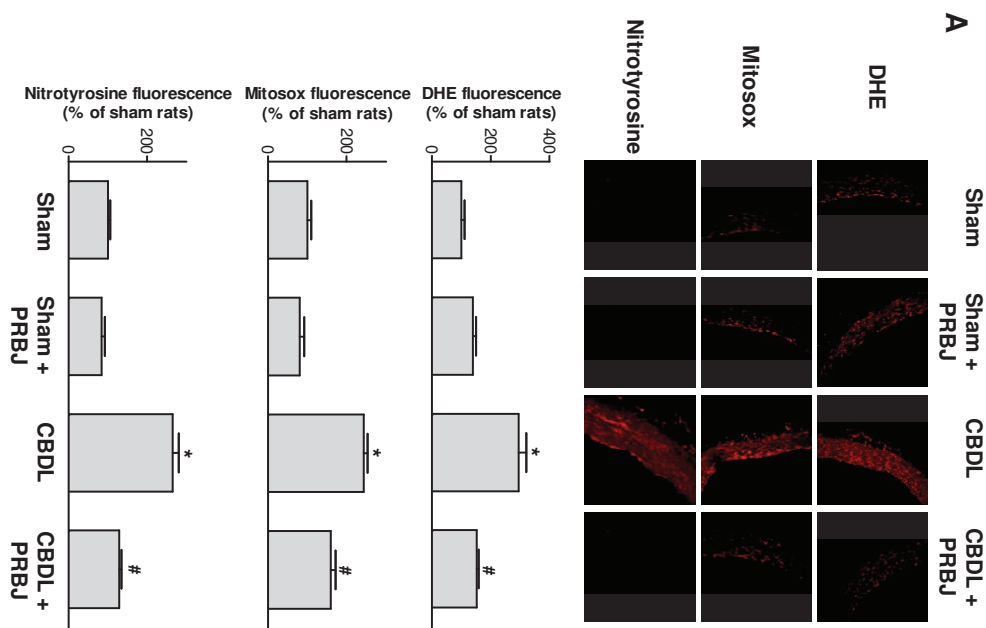 A
Sham
Sham +
PRBJ
CBDL
CBDL +
PRBJ
DHE
Mitosox
Nitrotyrosine
DHE fluorescence
(% of sham rats)
400
200
0
*
#
Mitosox fluorescence
(% of sham rats)
200
0
*
#
Nitrotyrosine fluorescence
(% of sham rats)
200
0
*
#
Sham
Sham +
PRBJ
CBDL
CBDL +
PRBJ